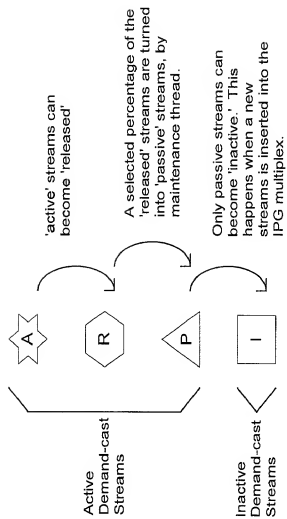 'active' streams can
become 'released'
A selected percentage of the
'released' streams are turned
into 'passive' streams, by
maintenance thread.
Only passive streams can
become 'inactive.' This
happens when a new
streams is inserted into the
IPG multiplex.
A
R
P
I
Active
Demand-cast
Streams
Inactive
Demand-cast
Streams